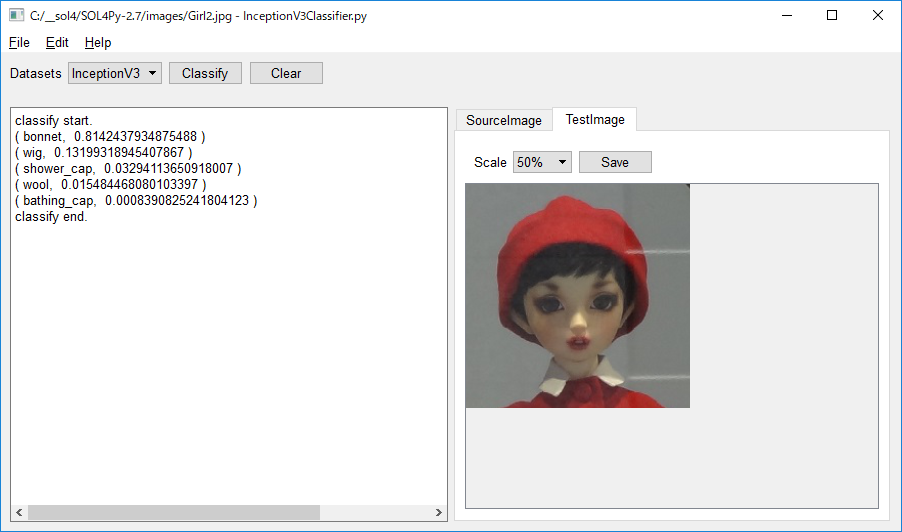 C:/__sol4/SOL4Py-2.7/images/Girl2.jpg - InceptionV3Classifier.py
File Edit Help
Datasets InceptionV3 Classify Clear
classify start.
( bonnet, 0.8142437934875488 )
( wig, 0.13199318945407867 )
( shower_cap, 0.03294113650918007 )
( wool, 0.015484468080103397 )
( bathing_cap, 0.0008390825241804123 )
classify end.
SourceImage TestImage
Scale 50% Save